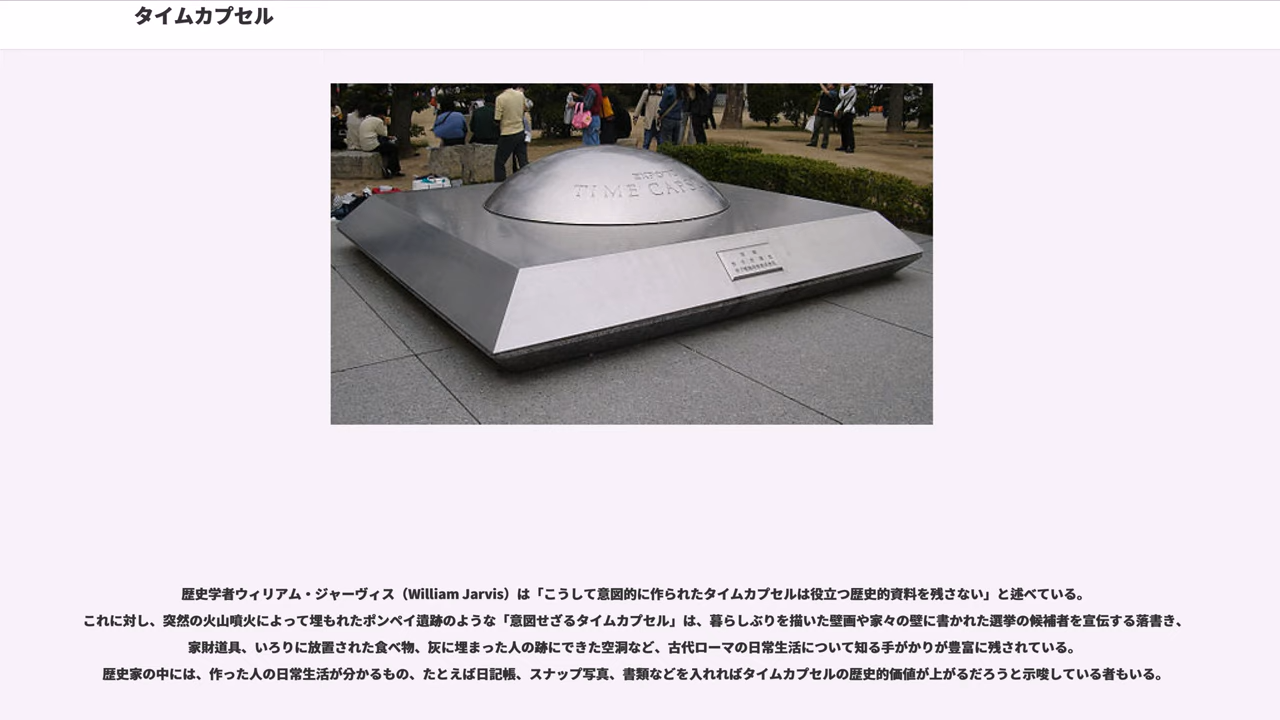 タイムカプセル
EXPO'70
TIME CAPS
歴史学者ウィリアム・ジャーヴィス（William Jarvis）は「こうして意図的に作られたタイムカプセルは役立つ歴史的資料を残さない」と述べている。
これに対し、突然の火山噴火によって埋もれたポンペイ遺跡のような「意図せざるタイムカプセル」は、暮らしぶりを描いた壁画や家々の壁に書かれた選挙の候補者を宣伝する落書き、
家財道具、いろりに放置された食べ物、灰に埋まった人の跡にできた空洞など、古代ローマの日常生活について知る手がかりが豊富に残されている。
歴史家の中には、作った人の日常生活が分かるもの、たとえば日記帳、スナップ写真、書類などを入れればタイムカプセルの歴史的価値が上がるだろうと示唆している者もいる。